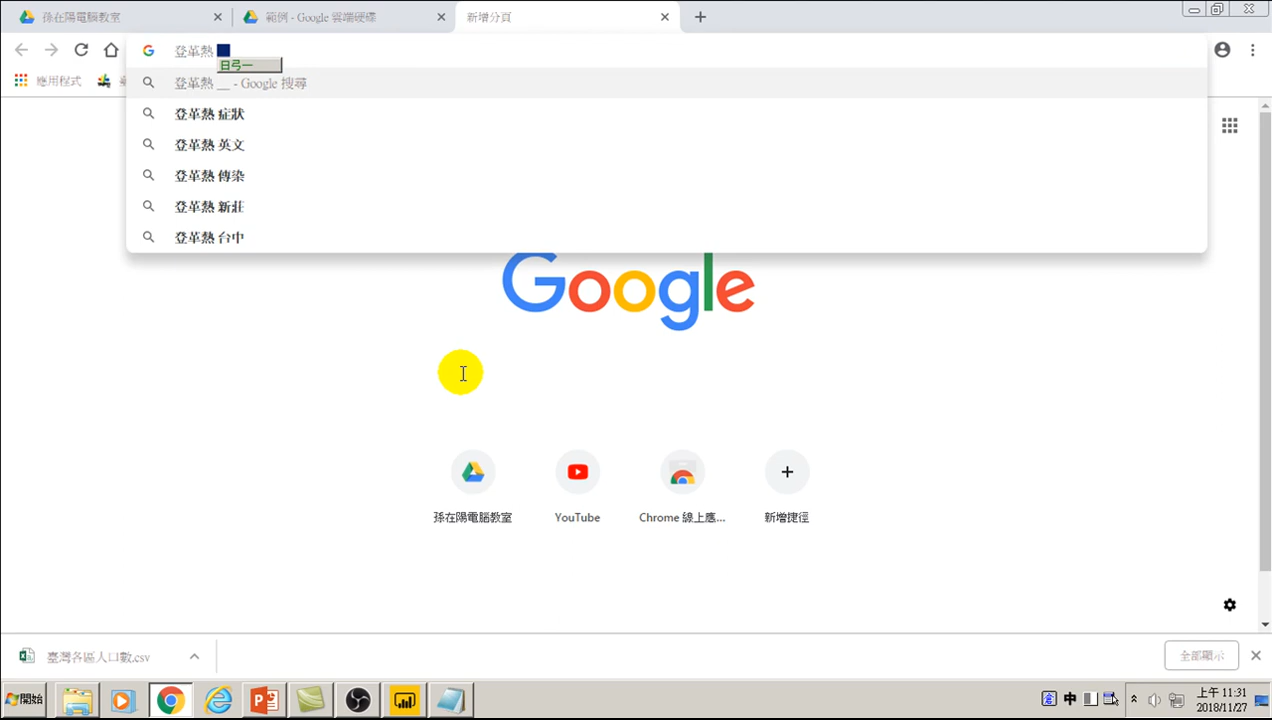 孫在陽電腦教室
範例 - Google 雲端硬碟
新增分頁
登革熱
日弓一
應用程式
登革熱 __ - Google 搜尋
登革熱 症狀
登革熱 英文
登革熱 傳染
登革熱 新莊
登革熱 台中
Google
孫在陽電腦教室
YouTube
Chrome 線上應...
新增捷徑
臺灣各區人口數.csv
全部顯示
開始
倉 中
上午 11:31
2018/11/27